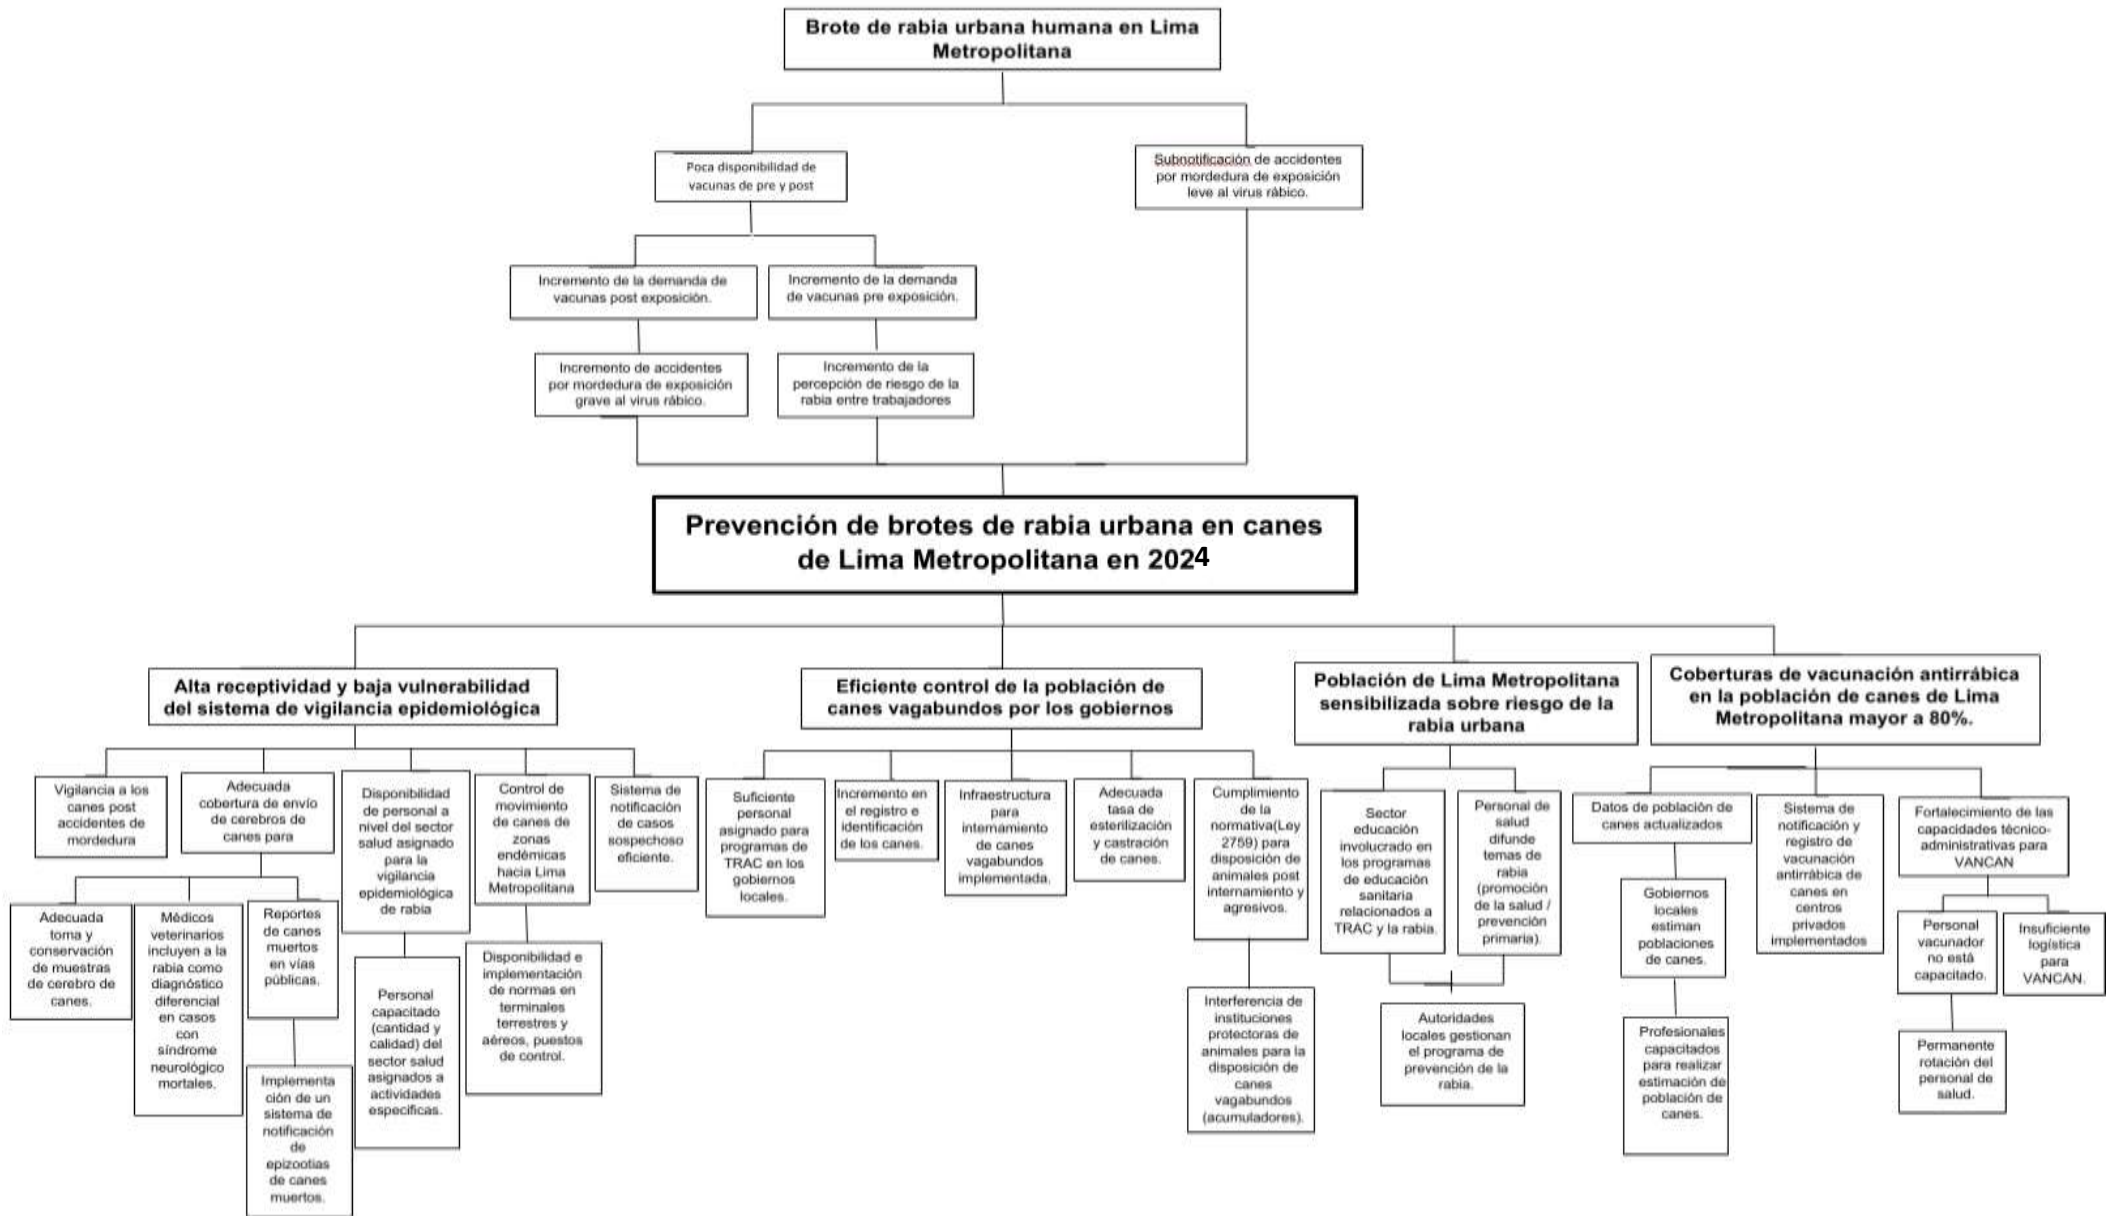 Brote de rabia urbana humana en Lima
Metropolitana
Poca disponibilidad de
vacunas de pre y post
Subnotificación de accidentes
por mordedura de exposición
leve al virus rábico.
Incremento de la demanda de
vacunas post exposición.
Incremento de la demanda
de vacunas pre exposición.
Incremento de accidentes
por mordedura de exposición
grave al virus rábico.
Incremento de la
percepción de riesgo de la
rabia entre trabajadores
Prevención de brotes de rabia urbana en canes
de Lima Metropolitana en 2024
Alta receptividad y baja vulnerabilidad
del sistema de vigilancia epidemiológica
Eficiente control de la población de
canes vagabundos por los gobiernos
Población de Lima Metropolitana
sensibilizada sobre riesgo de la
rabia urbana
Coberturas de vacunación antirrábica
en la población de canes de Lima
Metropolitana mayor a 80%.
Vigilancia a los
canes post
accidentes de
mordedura
Adecuada
cobertura de envío
de cerebros de
canes para
Disponibilidad
de personal a
nivel del sector
salud asignado
para la
vigilancia
epidemiológica
de rabia
Control de
movimiento
de canes de
zonas
endémicas
hacia Lima
Metropolitana
Sistema de
notificación
de casos
sospechoso
eficiente.
Suficiente
personal
asignado para
programas de
TRAC en los
gobiernos
locales.
Incremento en
el registro e
identificación
de los canes.
Infraestructura
para
internamiento
de canes
vagabundos
implementada.
Adecuada
tasa de
esterilización
y castración
de canes.
Cumplimiento
de la
normativa(Ley
2759) para
disposición de
animales post
internamiento y
agresivos.
Sector
educación
involucrado en
los programas
de educación
sanitaria
relacionados a
TRAC y la rabia.
Personal de
salud
difunde
temas de
rabia
(promoción
de la salud /
prevención
primaria).
Datos de población de
canes actualizados
Sistema de
notificación y
registro de
vacunación
antirrábica de
canes en
centros
privados
implementados
Fortalecimiento de las
capacidades técnico-
administrativas para
VANCAN
Adecuada
toma y
conservación
de muestras
de cerebro de
canes.
Médicos
veterinarios
incluyen a la
rabia como
diagnóstico
diferencial
en casos
con
síndrome
neurológico
mortales.
Reportes
de canes
muertos
en vías
públicas.
Implementa
ción de un
sistema de
notificación
de
epizootias
de canes
muertos.
Personal
capacitado
(cantidad y
calidad) del
sector salud
asignados a
actividades
especificas.
Disponibilidad e
implementación
de normas en
terminales
terrestres y
aéreos, puestos
de control.
Interferencia de
instituciones
protectoras de
animales para la
disposición de
canes
vagabundos
(acumuladores).
Autoridades
locales gestionan
el programa de
prevención de la
rabia.
Gobiernos
locales
estiman
poblaciones
de canes.
Profesionales
capacitados
para realizar
estimación de
población de
canes.
Personal
vacunador
no está
capacitado.
Insuficiente
logística
para
VANCAN.
Permanente
rotación del
personal de
salud.